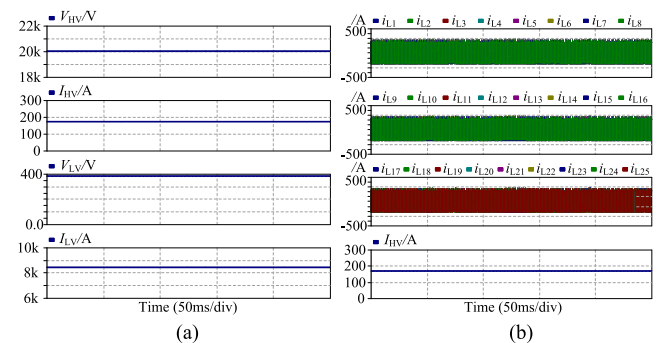 V_HV/V
22k
20k
18k
I_HV/A
300
200
100
0
V_LV/V
400
0.0
I_LV/A
10k
8k
6k
Time (50ms/div)
(a)
/A i_L1 i_L2 i_L3 i_L4 i_L5 i_L6 i_L7 i_L8
500
-500
/A i_L9 i_L10 i_L11 i_L12 i_L13 i_L14 i_L15 i_L16
500
-500
/A i_L17 i_L18 i_L19 i_L20 i_L21 i_L22 i_L23 i_L24 i_L25
500
-500
I_HV/A
300
200
100
0
Time (50ms/div)
(b)